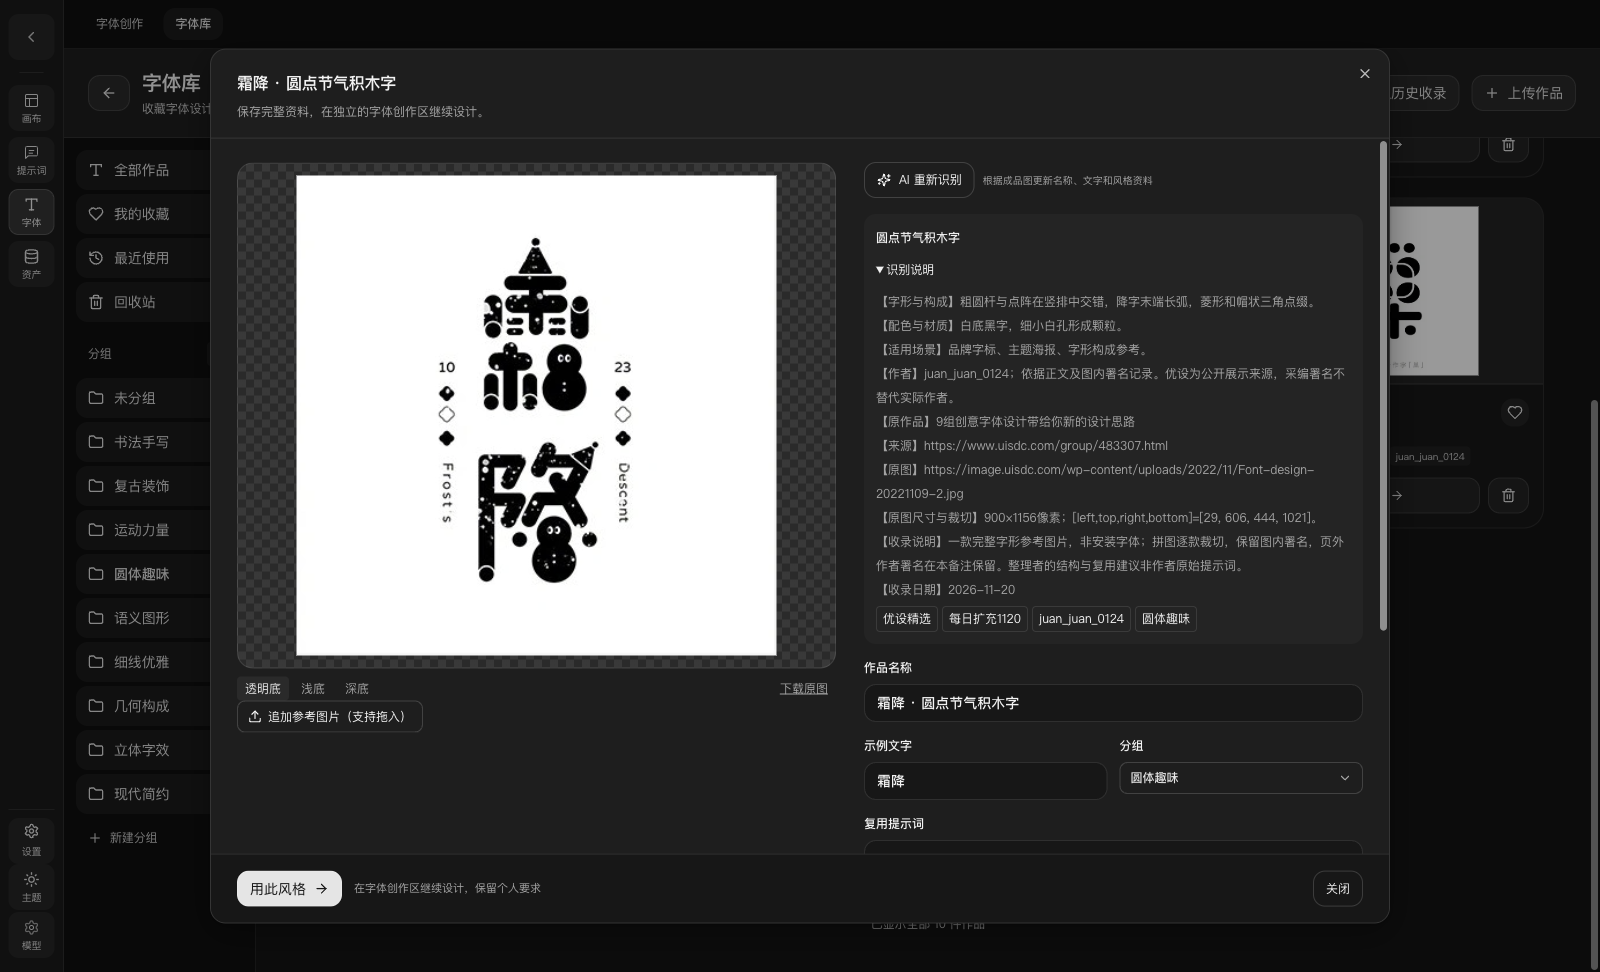 字体创作
字体库
画布
提示词
字体
资产
设置
主题
模型
字体库
收藏字体设计
历史收录
上传作品
全部作品
我的收藏
最近使用
回收站
分组
未分组
书法手写
复古装饰
运动力量
圆体趣味
语义图形
细线优雅
几何构成
立体字效
现代简约
新建分组
霜降 · 圆点节气积木字
保存完整资料，在独立的字体创作区继续设计。
霜
降
10
23
Frost's
Descent
透明底
浅底
深底
下载原图
追加参考图片（支持拖入）
AI 重新识别
根据成品图更新名称、文字和风格资料
圆点节气积木字
▼识别说明
【字形与构成】粗圆杆与点阵在竖排中交错，降字末端长弧，菱形和帽状三角点缀。
【配色与材质】白底黑字，细小白孔形成颗粒。
【适用场景】品牌字标、主题海报、字形构成参考。
【作者】juan_juan_0124；依据正文及图内署名记录。优设为公开展示来源，采编署名不
替代实际作者。
【原作品】9组创意字体设计带给你新的设计思路
【来源】https://www.uisdc.com/group/483307.html
【原图】https://image.uisdc.com/wp-content/uploads/2022/11/Font-design-
20221109-2.jpg
【原图尺寸与裁切】900×1156像素；[left,top,right,bottom]=[29, 606, 444, 1021]。
【收录说明】一款完整字形参考图片，非安装字体；拼图逐款裁切，保留图内署名，页外
作者署名在本备注保留。整理者的结构与复用建议非作者原始提示词。
【收录日期】2026-11-20
优设精选
每日扩充1120
juan_juan_0124
圆体趣味
作品名称
霜降 · 圆点节气积木字
示例文字
霜降
分组
圆体趣味
复用提示词
用此风格
在字体创作区继续设计，保留个人要求
关闭
juan_juan_0124
已显示全部 10 件作品